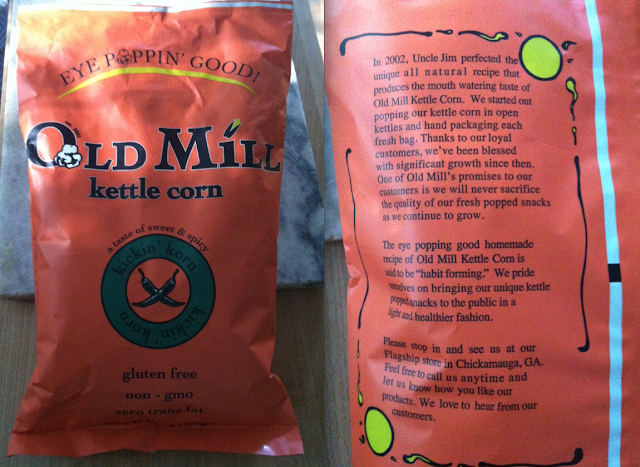 EYE POPPIN' GOOD!
OLD MILL
kettle corn
a taste of sweet & spicy
kickin' korn
kickin' korn
gluten free
non - gmo
zero trans fat
In 2002, Uncle Jim perfected the
unique all natural recipe that
produces the mouth watering taste of
Old Mill Kettle Corn. We started out
popping our kettle corn in open
kettles and hand packaging each
fresh bag. Thanks to our loyal
customers, we've been blessed
with significant growth since then.
One of Old Mill's promises to our
customers is we will never sacrifice
the quality of our fresh popped snacks
as we continue to grow.
The eye popping good homemade
recipe of Old Mill Kettle Corn is
said to be "habit forming." We pride
ourselves on bringing our unique kettle
popped snacks to the public in a
light and healthier fashion.
Please stop in and see us at our
Flagship store in Chickamauga, GA.
Feel free to call us anytime and
let us know how you like our
products. We love to hear from our
customers.